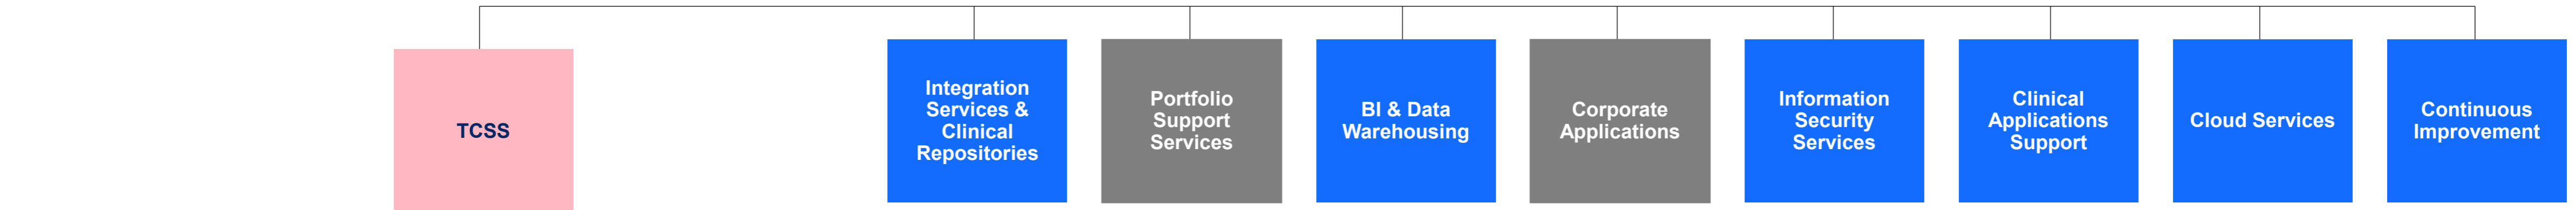 TCSS
Integration
Services &
Clinical
Repositories
Portfolio
Support
Services
BI & Data
Warehousing
Corporate
Applications
Information
Security
Services
Clinical
Applications
Support
Cloud Services
Continuous
Improvement